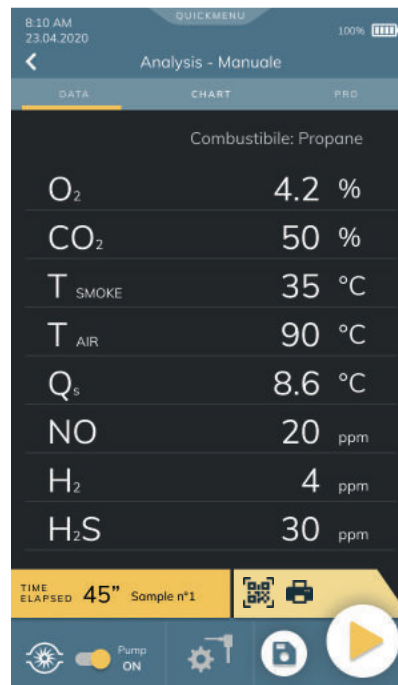 QUICKMENU
8:10 AM
23.04.2020
100%
Analysis - Manuale
DATA CHART PRO
Combustibile: Propane
O₂ 4.2 %
CO₂ 50 %
T SMOKE 35 °C
T AIR 90 °C
Qs 8.6 °C
NO 20 ppm
H₂ 4 ppm
H₂S 30 ppm
TIME
ELAPSED 45” Sample n°1
Pump
ON